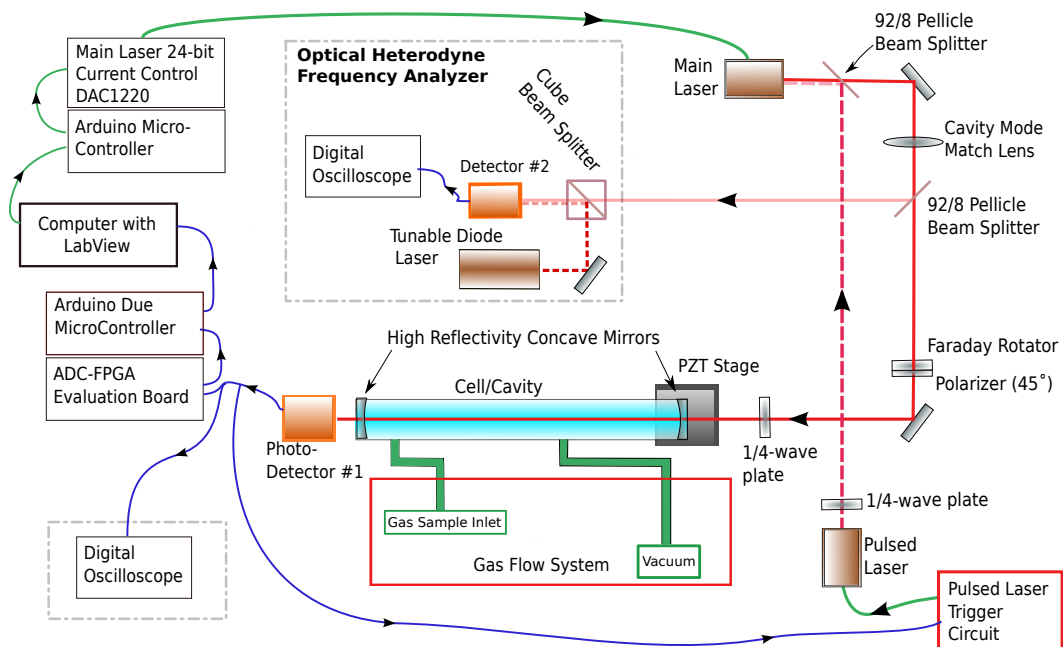 Main Laser 24-bit
Current Control
DAC1220
Arduino Micro-
Controller
Computer with
LabView
Arduino Due
MicroController
ADC-FPGA
Evaluation Board
Digital
Oscilloscope
Optical Heterodyne
Frequency Analyzer
Cube
Beam Splitter
Digital
Oscilloscope
Detector #2
Tunable Diode
Laser
Main
Laser
92/8 Pellicle
Beam Splitter
Cavity Mode
Match Lens
92/8 Pellicle
Beam Splitter
Faraday Rotator
Polarizer (45˚)
High Reflectivity Concave Mirrors
PZT Stage
Cell/Cavity
Photo-
Detector #1
1/4-wave
plate
1/4-wave plate
Gas Sample Inlet
Vacuum
Gas Flow System
Pulsed
Laser
Pulsed Laser
Trigger
Circuit